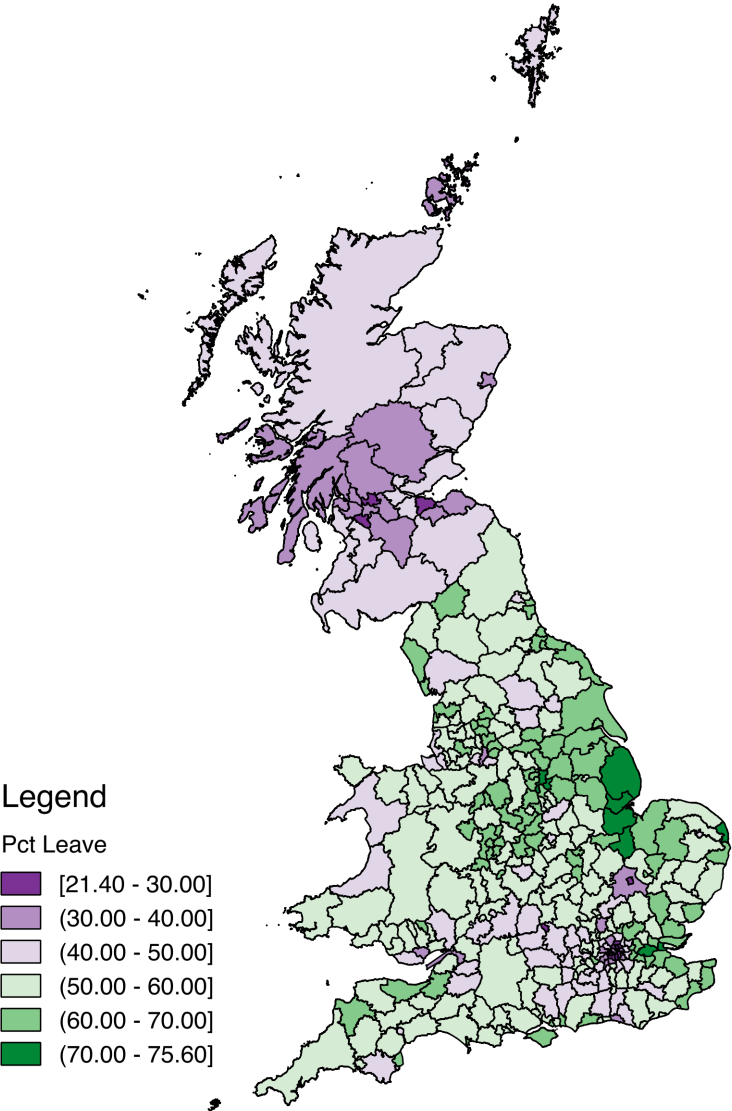 Legend
Pct Leave
[21.40 - 30.00]
(30.00 - 40.00]
(40.00 - 50.00]
(50.00 - 60.00]
(60.00 - 70.00]
(70.00 - 75.60]